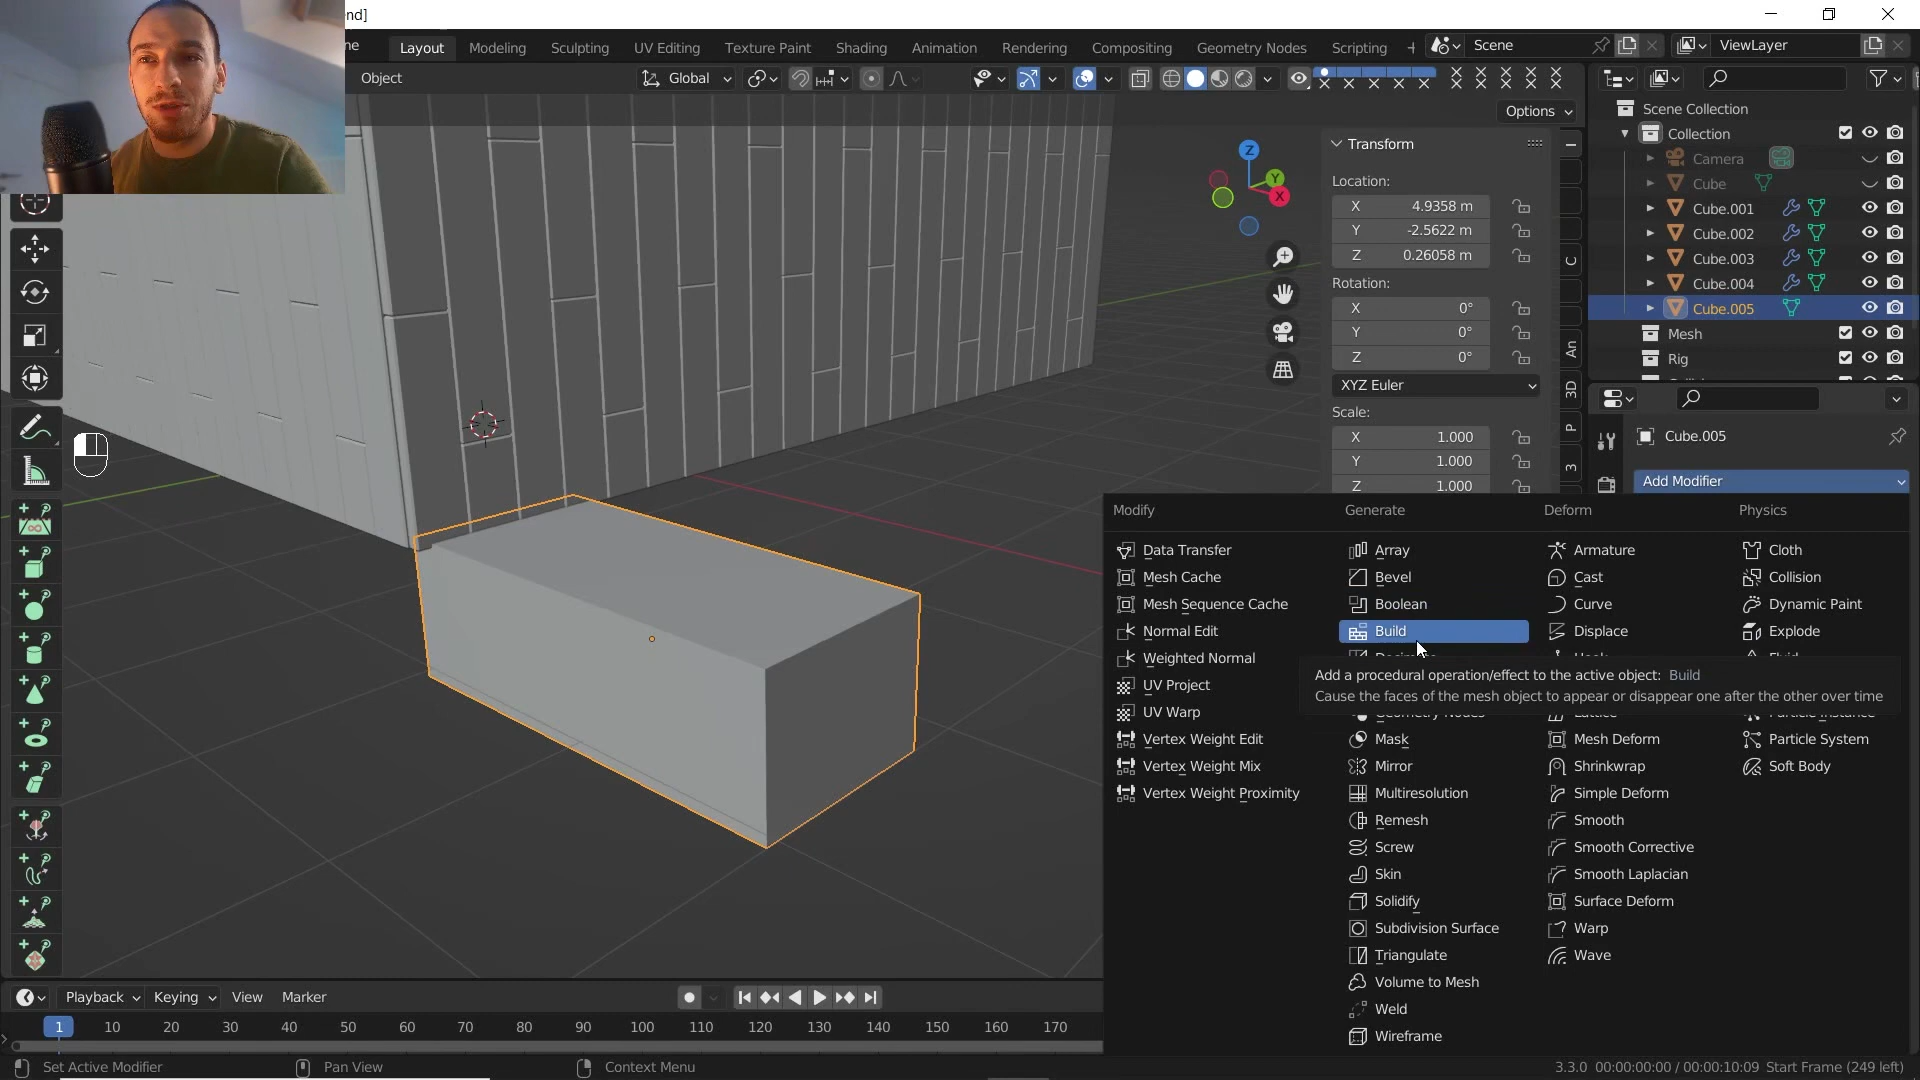 nd]
ne
Layout
Modeling
Sculpting
UV Editing
Texture Paint
Shading
Animation
Rendering
Compositing
Geometry Nodes
Scripting
Scene
ViewLayer
Object
Global
Options
Scene Collection
Collection
Camera
Cube
Cube.001
Cube.002
Cube.003
Cube.004
Cube.005
Mesh
Rig
Transform
Location:
X 4.9358 m
Y -2.5622 m
Z 0.26058 m
Rotation:
X 0°
Y 0°
Z 0°
XYZ Euler
Scale:
X 1.000
Y 1.000
Z 1.000
Z
Y
X
C
An
3D
P
3
Cube.005
Add Modifier
Modify
Data Transfer
Mesh Cache
Mesh Sequence Cache
Normal Edit
Weighted Normal
UV Project
UV Warp
Vertex Weight Edit
Vertex Weight Mix
Vertex Weight Proximity
Generate
Array
Bevel
Boolean
Build
Add a procedural operation/effect to the active object: Build
Cause the faces of the mesh object to appear or disappear one after the other over time
Mask
Mirror
Multiresolution
Remesh
Screw
Skin
Solidify
Subdivision Surface
Triangulate
Volume to Mesh
Weld
Wireframe
Deform
Armature
Cast
Curve
Displace
Mesh Deform
Shrinkwrap
Simple Deform
Smooth
Smooth Corrective
Smooth Laplacian
Surface Deform
Warp
Wave
Physics
Cloth
Collision
Dynamic Paint
Explode
Particle System
Soft Body
Playback
Keying
View
Marker
1 10 20 30 40 50 60 70 80 90 100 110 120 130 140 150 160 170
Set Active Modifier
Pan View
Context Menu
3.3.0 00:00:00:00 / 00:00:10:09 Start Frame (249 left)